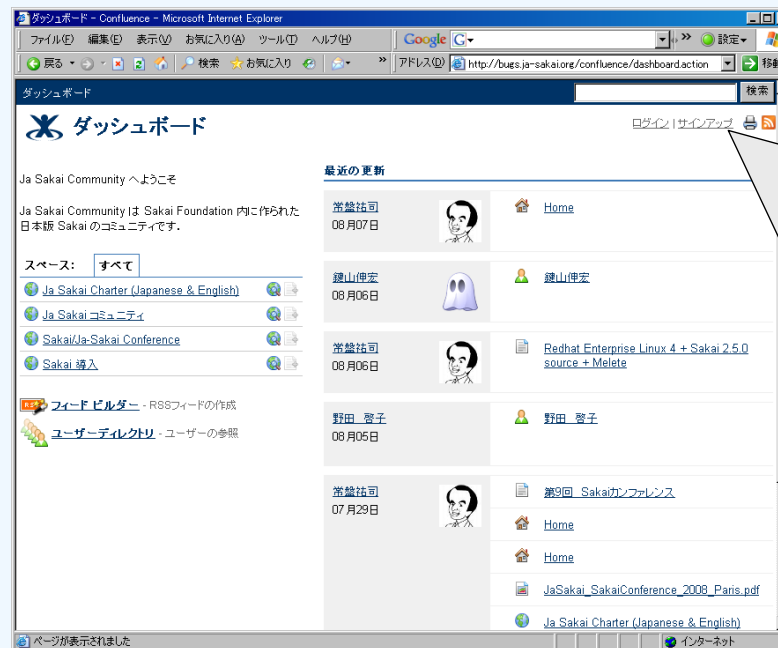 ダッシュボード - Confluence - Microsoft Internet Explorer
ファイル(F) 編集(E) 表示(V) お気に入り(A) ツール(T) ヘルプ(H) Google 設定
戻る 検索 お気に入り アドレス(D) http://bugs.ja-sakai.org/confluence/dashboard.action 移動
ダッシュボード 検索
ダッシュボード
ログイン | サインアップ
Ja Sakai Community へようこそ
Ja Sakai Community は Sakai Foundation 内に作られた
日本版 Sakai のコミュニティです.
スペース: すべて
Ja Sakai Charter (Japanese & English)
Ja Sakai コミュニティ
Sakai/Ja-Sakai Conference
Sakai 導入
RSS フィード ビルダー - RSSフィードの作成
ユーザーディレクトリ - ユーザーの参照
最近の更新
常盤祐司
08月07日
Home
鍵山伸宏
08月06日
鍵山伸宏
常盤祐司
08月06日
Redhat Enterprise Linux 4 + Sakai 2.5.0
source + Melete
野田 啓子
08月05日
野田 啓子
常盤祐司
07月29日
第9回 Sakaiカンファレンス
Home
Home
JaSakai_SakaiConference_2008_Paris.pdf
Ja Sakai Charter (Japanese & English)
ページが表示されました インターネット